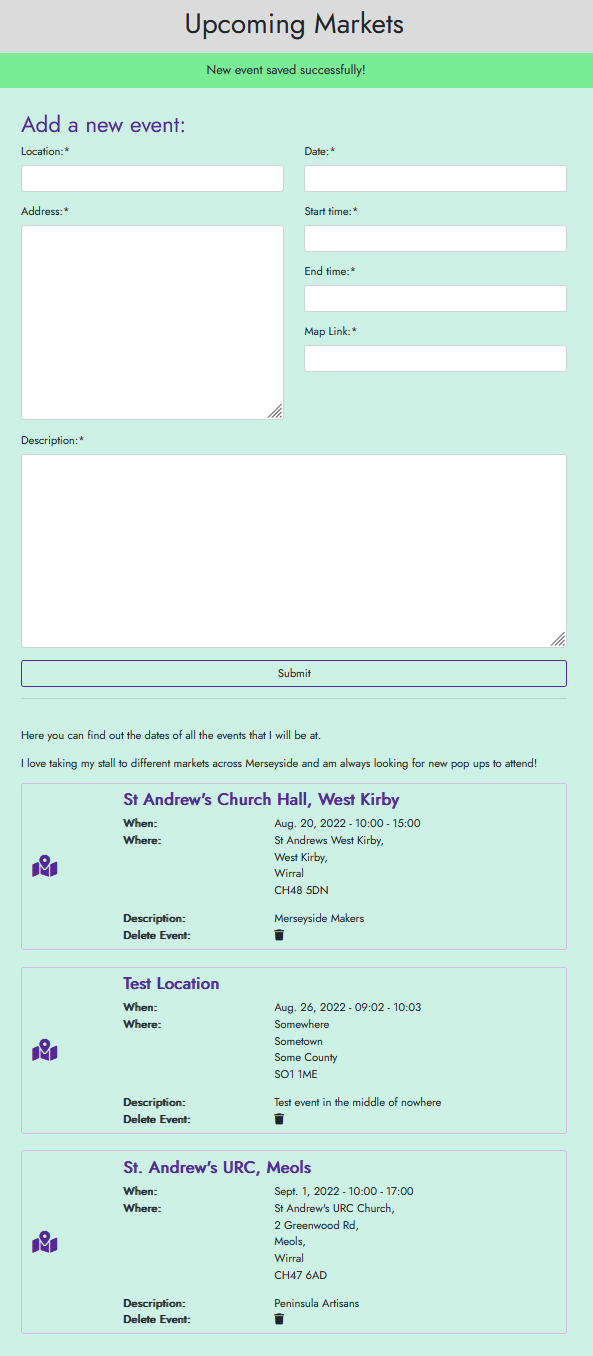 Upcoming Markets
New event saved successfully!
Add a new event:
Location:*
Date:*
Address:*
Start time:*
End time:*
Map Link:*
Description:*
Submit
Here you can find out the dates of all the events that I will be at.
I love taking my stall to different markets across Merseyside and am always looking for new pop ups to attend!
St Andrew's Church Hall, West Kirby
When: Aug. 20, 2022 - 10:00 - 15:00
Where: St Andrews West Kirby,
West Kirby,
Wirral
CH48 5DN
Description: Merseyside Makers
Delete Event:
Test Location
When: Aug. 26, 2022 - 09:02 - 10:03
Where: Somewhere
Sometown
Some County
SO1 1ME
Description: Test event in the middle of nowhere
Delete Event:
St. Andrew's URC, Meols
When: Sept. 1, 2022 - 10:00 - 17:00
Where: St Andrew's URC Church,
2 Greenwood Rd,
Meols,
Wirral
CH47 6AD
Description: Peninsula Artisans
Delete Event: